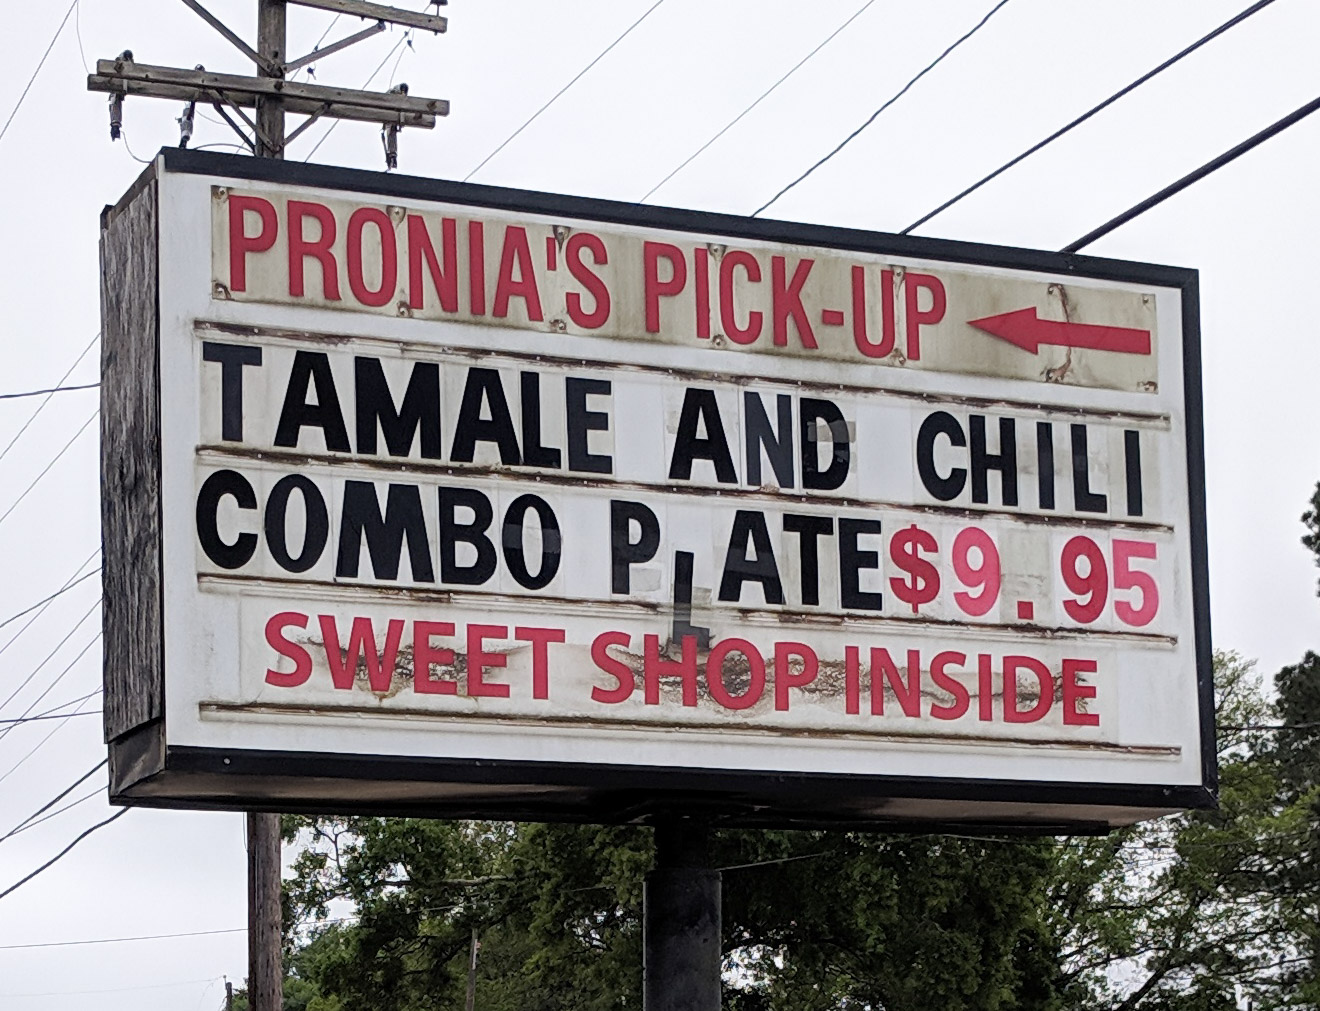 PRONIA'S PICK-UP
TAMALE AND CHILI
COMBO PLATE $9.95
SWEET SHOP INSIDE